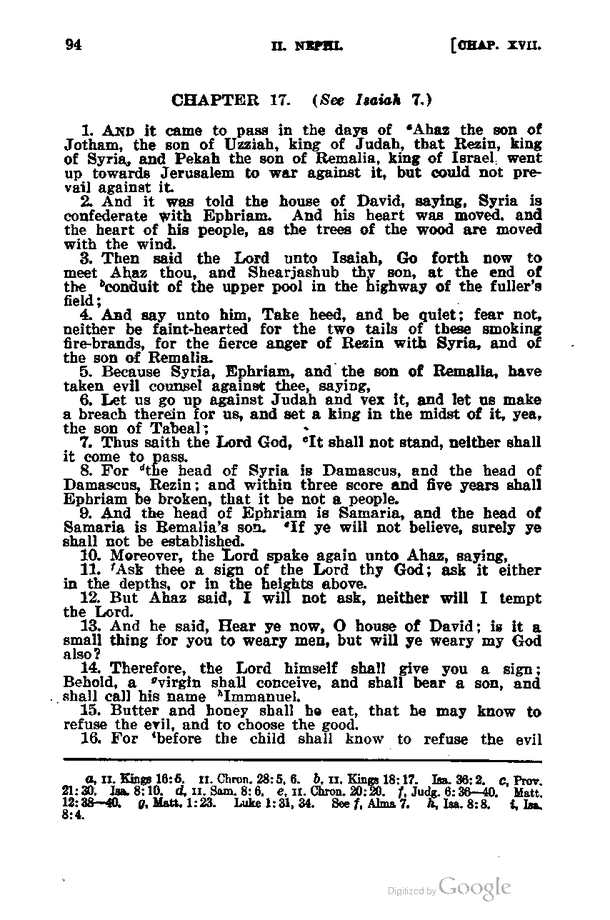 94 II. NEPHI. [CHAP. XVII.
CHAPTER 17. (See Isaiah 7.)
1. AND it came to pass in the days of ᵃAhaz the son of
Jotham, the son of Uzziah, king of Judah, that Rezin, king
of Syria, and Pekah the son of Remalia, king of Israel, went
up towards Jerusalem to war against it, but could not pre-
vail against it.
2. And it was told the house of David, saying, Syria is
confederate with Ephriam. And his heart was moved, and
the heart of his people, as the trees of the wood are moved
with the wind.
3. Then said the Lord unto Isaiah, Go forth now to
meet Ahaz thou, and Shearjashub thy son, at the end of
the ᵇconduit of the upper pool in the highway of the fuller's
field;
4. And say unto him, Take heed, and be quiet; fear not,
neither be faint-hearted for the two tails of these smoking
fire-brands, for the fierce anger of Rezin with Syria, and of
the son of Remalia.
5. Because Syria, Ephriam, and the son of Remalia, have
taken evil counsel against thee, saying,
6. Let us go up against Judah and vex it, and let us make
a breach therein for us, and set a king in the midst of it, yea,
the son of Tabeal;
7. Thus saith the Lord God, ᶜIt shall not stand, neither shall
it come to pass.
8. For ᵈthe head of Syria is Damascus, and the head of
Damascus, Rezin; and within three score and five years shall
Ephriam be broken, that it be not a people.
9. And the head of Ephriam is Samaria, and the head of
Samaria is Remalia's son. ᵉIf ye will not believe, surely ye
shall not be established.
10. Moreover, the Lord spake again unto Ahaz, saying,
11. ᶠAsk thee a sign of the Lord thy God; ask it either
in the depths, or in the heights above.
12. But Ahaz said, I will not ask, neither will I tempt
the Lord.
13. And he said, Hear ye now, O house of David; is it a
small thing for you to weary men, but will ye weary my God
also?
14. Therefore, the Lord himself shall give you a sign;
Behold, a ᵍvirgin shall conceive, and shall bear a son, and
shall call his name ʰImmanuel.
15. Butter and honey shall he eat, that he may know to
refuse the evil, and to choose the good.
16. For ⁱbefore the child shall know to refuse the evil
a, II. Kings 16:5. II. Chron. 28:5, 6. b, II. Kings 18:17. Isa. 36:2. c, Prov.
21:30. Isa. 8:10. d, II. Sam. 8:6. e, II. Chron. 20:20. f, Judg. 6:36—40. Matt.
12:38—40. g, Matt. 1:23. Luke 1:31, 34. See f, Alma 7. h, Isa. 8:8. i, Isa.
8:4.
Digitized by Google